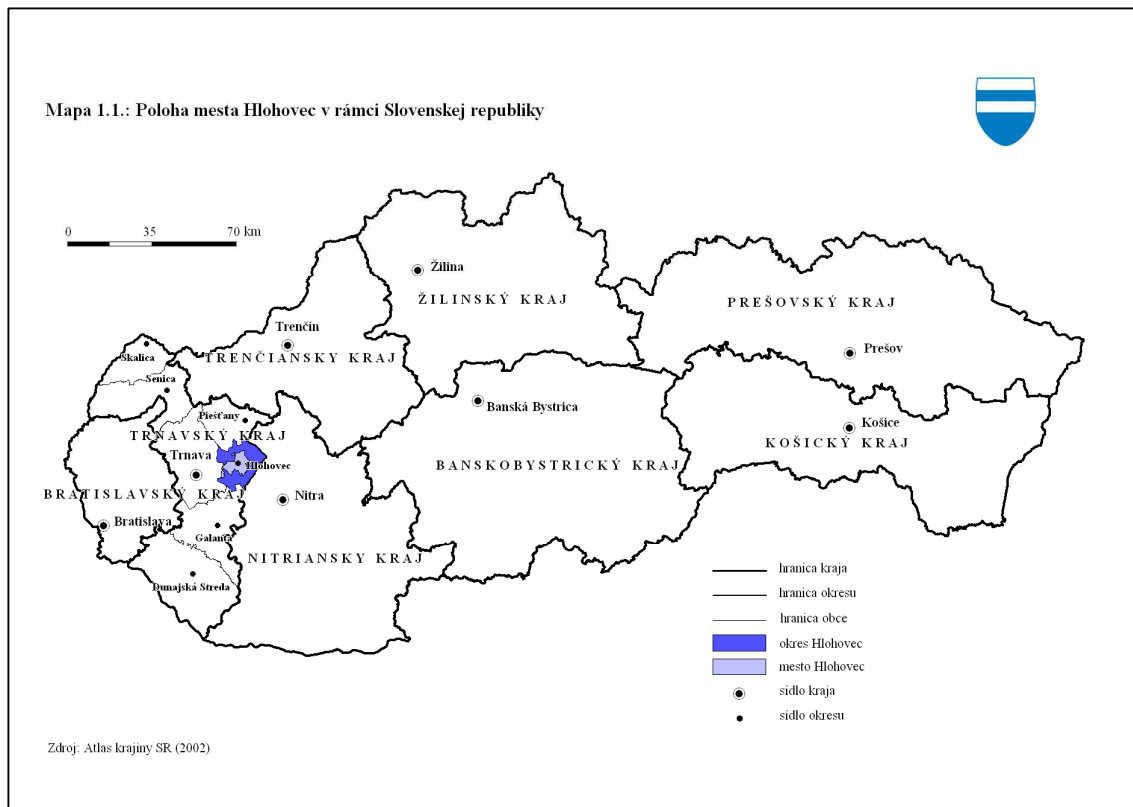 Mapa 1.1.: Poloha mesta Hlohovec v rámci Slovenskej republiky
0 35 70 km
Žilina
ŽILINSKÝ KRAJ
PREŠOVSKÝ KRAJ
Trenčín
Prešov
Skalica
TRENČIANSKY KRAJ
Senica
Banská Bystrica
Piešťany
Košice
TRNAVSKÝ KRAJ
KOŠICKÝ KRAJ
Trnava
Hlohovec
BANSKOBYSTRICKÝ KRAJ
BRATISLAVSKÝ KRAJ
Nitra
Bratislava
Galanta
NITRIANSKY KRAJ
Dunajská Streda
hranica kraja
hranica okresu
hranica obce
okres Hlohovec
mesto Hlohovec
sídlo kraja
sídlo okresu
Zdroj: Atlas krajiny SR (2002)